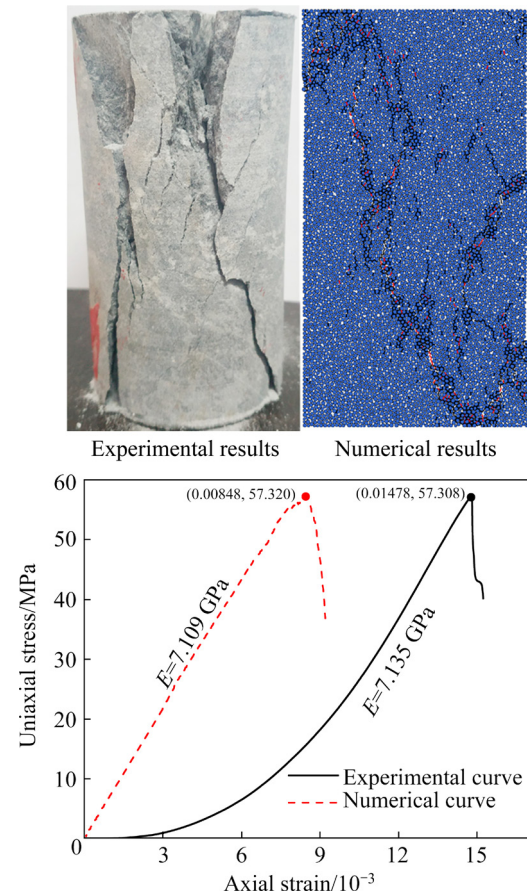 Experimental results
Numerical results
60
50
40
30
20
10
0
3
6
9
12
15
Uniaxial stress/MPa
(0.00848, 57.320)
(0.01478, 57.308)
E=7.109 GPa
E=7.135 GPa
Experimental curve
Numerical curve
Axial strain/10⁻³